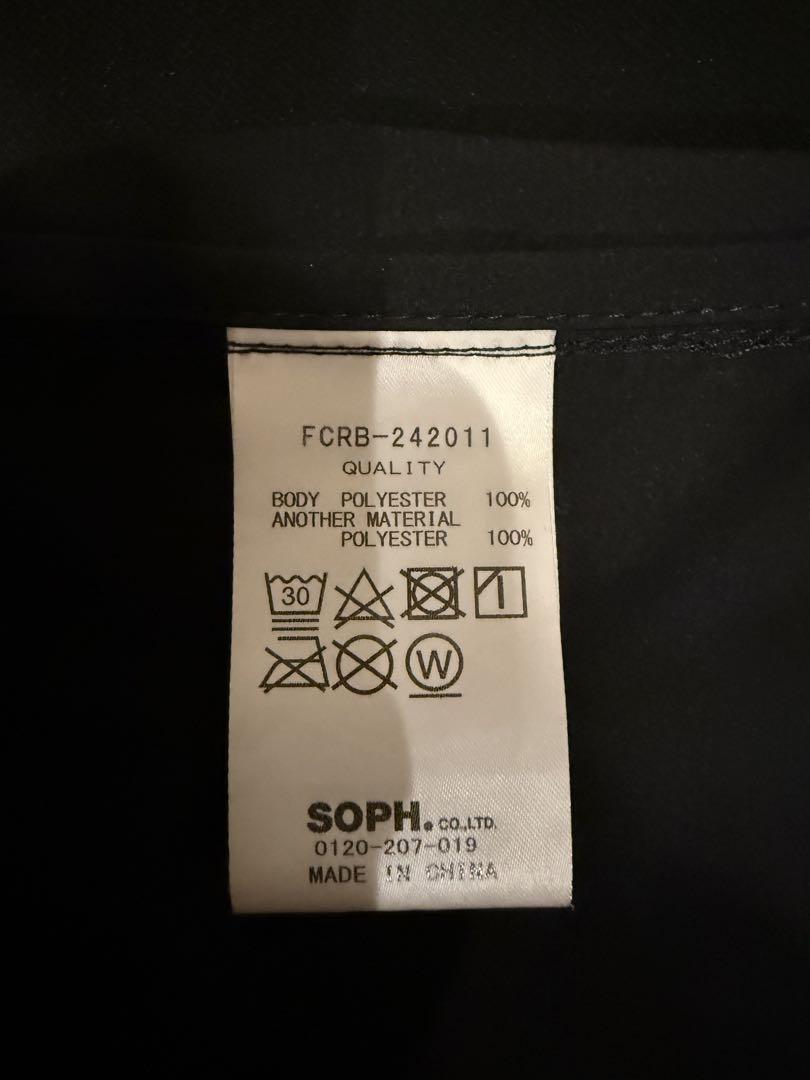 FCRB-242011
QUALITY
BODY POLYESTER 100%
ANOTHER MATERIAL
POLYESTER 100%
30
W
SOPH. CO.,LTD.
0120-207-019
MADE IN CHINA